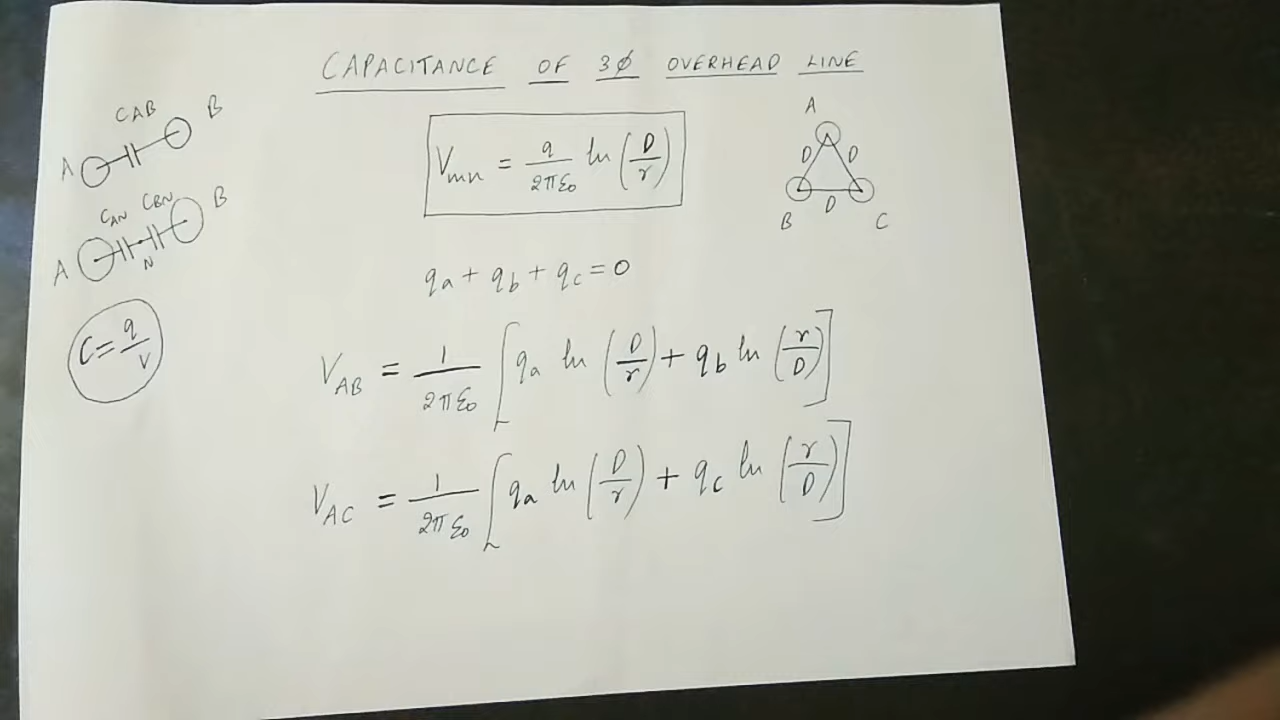 CAPACITANCE OF 3Ø OVERHEAD LINE
CAB
A B
CAN CBN
A N B
C = q/V
Vmn = q/2πε₀ ln (D/r)
A
D D
B D C
qa + qb + qc = 0
VAB = 1/2πε₀ [qa ln (D/r) + qb ln (r/D)]
VAC = 1/2πε₀ [qa ln (D/r) + qc ln (r/D)]